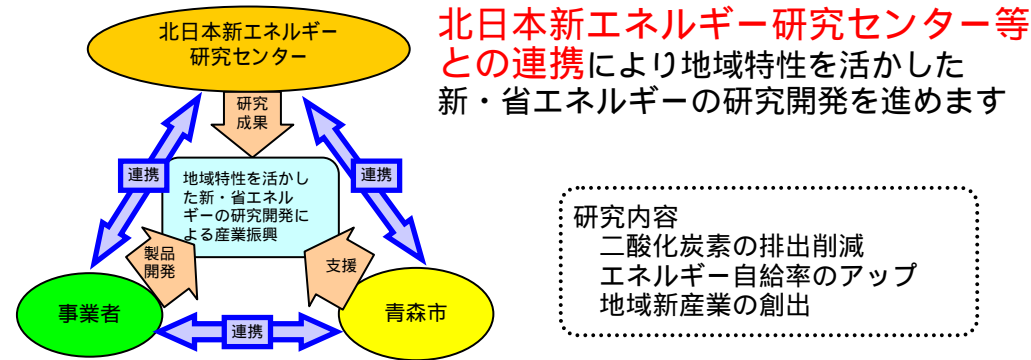 北日本新エネルギー
研究センター
北日本新エネルギー研究センター等
との連携により地域特性を活かした
新・省エネルギーの研究開発を進めます
研究
成果
連携
連携
地域特性を活かし
た新・省エネル
ギーの研究開発に
よる産業振興
製品
開発
支援
事業者
連携
青森市
研究内容
二酸化炭素の排出削減
エネルギー自給率のアップ
地域新産業の創出